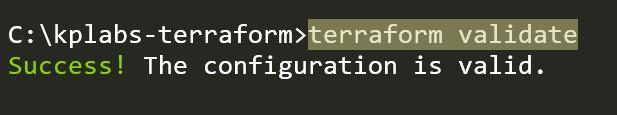 C:\kplabs-terraform>terraform validate
Success! The configuration is valid.